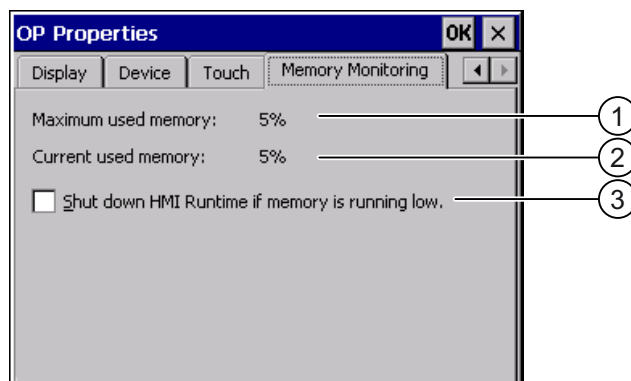 OP Properties OK ×
Display Device Touch Memory Monitoring
Maximum used memory: 5% 1
Current used memory: 5% 2
Shut down HMI Runtime if memory is running low. 3